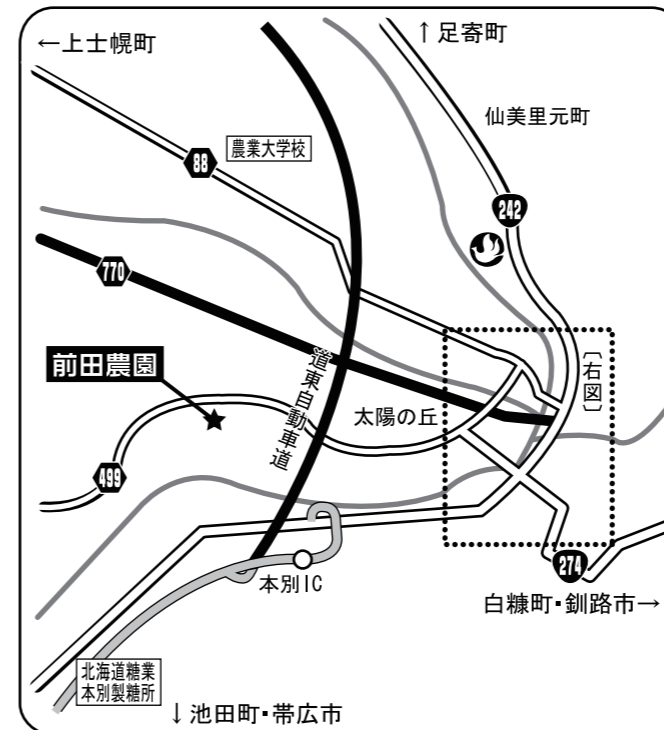 ←上士幌町
↑足寄町
仙美里元町
農業大学校
88
242
770
〔右図〕
前田農園
道東自動車道
太陽の丘
499
本別IC
274
白糠町・釧路市→
北海道糖業
本別製糖所
↓池田町・帯広市